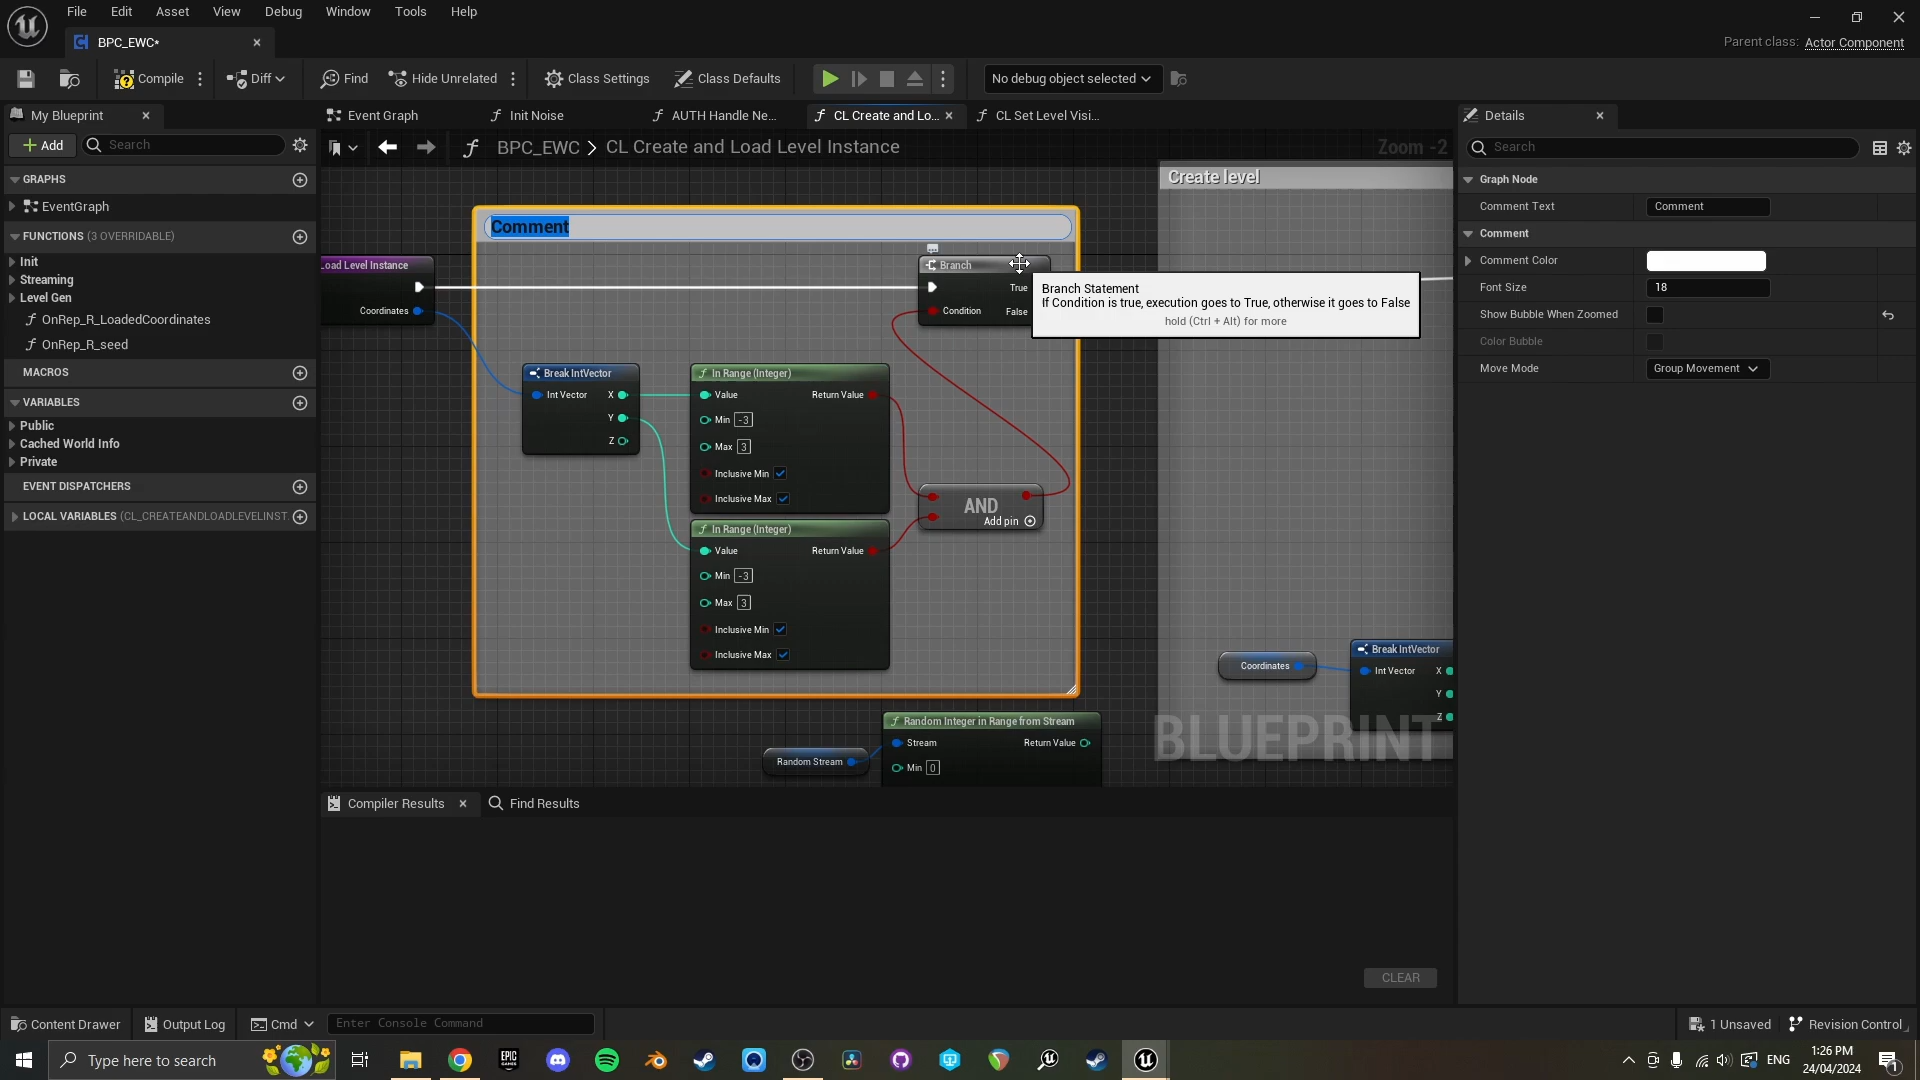 File Edit Asset View Debug Window Tools Help
BPC_EWC*
Parent class: Actor Component
Compile Diff Find Hide Unrelated Class Settings Class Defaults No debug object selected
My Blueprint
Event Graph Init Noise AUTH Handle Ne... CL Create and Lo... CL Set Level Visi...
Details
Add Search
BPC_EWC > CL Create and Load Level Instance
Zoom -2
Search
GRAPHS
EventGraph
FUNCTIONS (3 OVERRIDABLE)
Init
Streaming
Level Gen
OnRep_R_LoadedCoordinates
OnRep_R_seed
MACROS
VARIABLES
Public
Cached World Info
Private
EVENT DISPATCHERS
LOCAL VARIABLES (CL_CREATEANDLOADLEVELINST.
Create level
Comment
Load Level Instance
Coordinates
Branch
True
Condition False
Branch Statement
If Condition is true, execution goes to True, otherwise it goes to False
hold (Ctrl + Alt) for more
Break IntVector
Int Vector X
Y
Z
In Range (Integer)
Value Return Value
Min -3
Max 3
Inclusive Min
Inclusive Max
In Range (Integer)
Value Return Value
Min -3
Max 3
Inclusive Min
Inclusive Max
AND
Add pin
Coordinates
Break IntVector
Int Vector X
Y
Z
Random Stream
Random Integer in Range from Stream
Stream Return Value
Min 0
BLUEPRINT
Graph Node
Comment Text Comment
Comment
Comment Color
Font Size 18
Show Bubble When Zoomed
Color Bubble
Move Mode Group Movement
Compiler Results Find Results
CLEAR
Content Drawer Output Log Cmd Enter Console Command 1 Unsaved Revision Control
Type here to search
EPIC GAMES
ENG
1:26 PM
24/04/2024
1